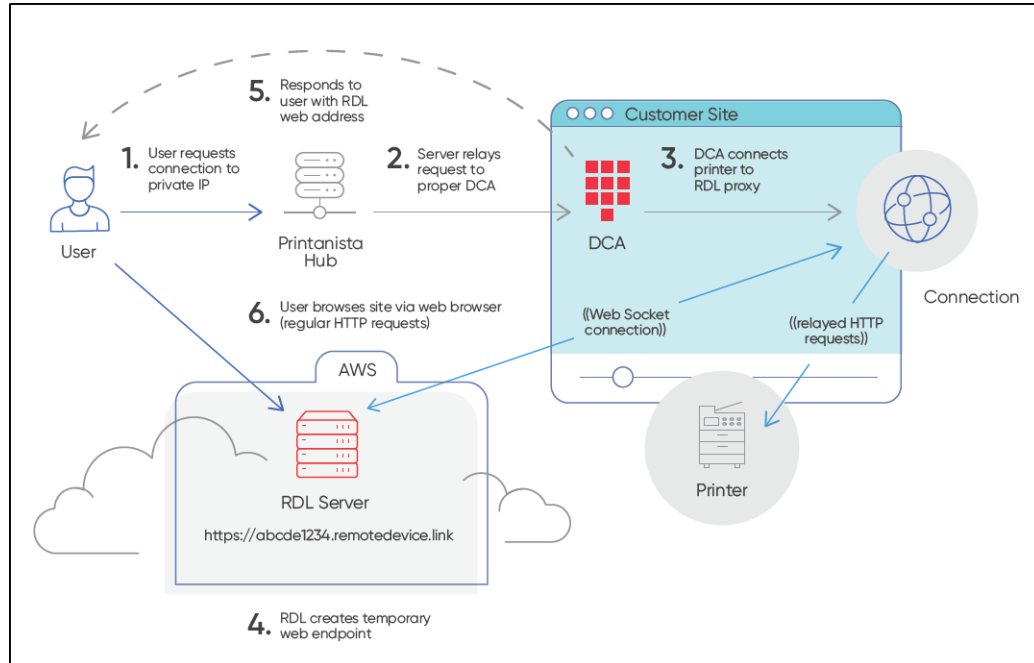 5. Responds to
user with RDL
web address
Customer Site
1. User requests
connection to
private IP
2. Server relays
request to
proper DCA
3. DCA connects
printer to
RDL proxy
User
Printanista
Hub
DCA
Connection
6. User browses site via web browser
(regular HTTP requests)
((Web Socket
connection))
((relayed HTTP
requests))
AWS
RDL Server
https://abcde1234.remotedevice.link
Printer
4. RDL creates temporary
web endpoint